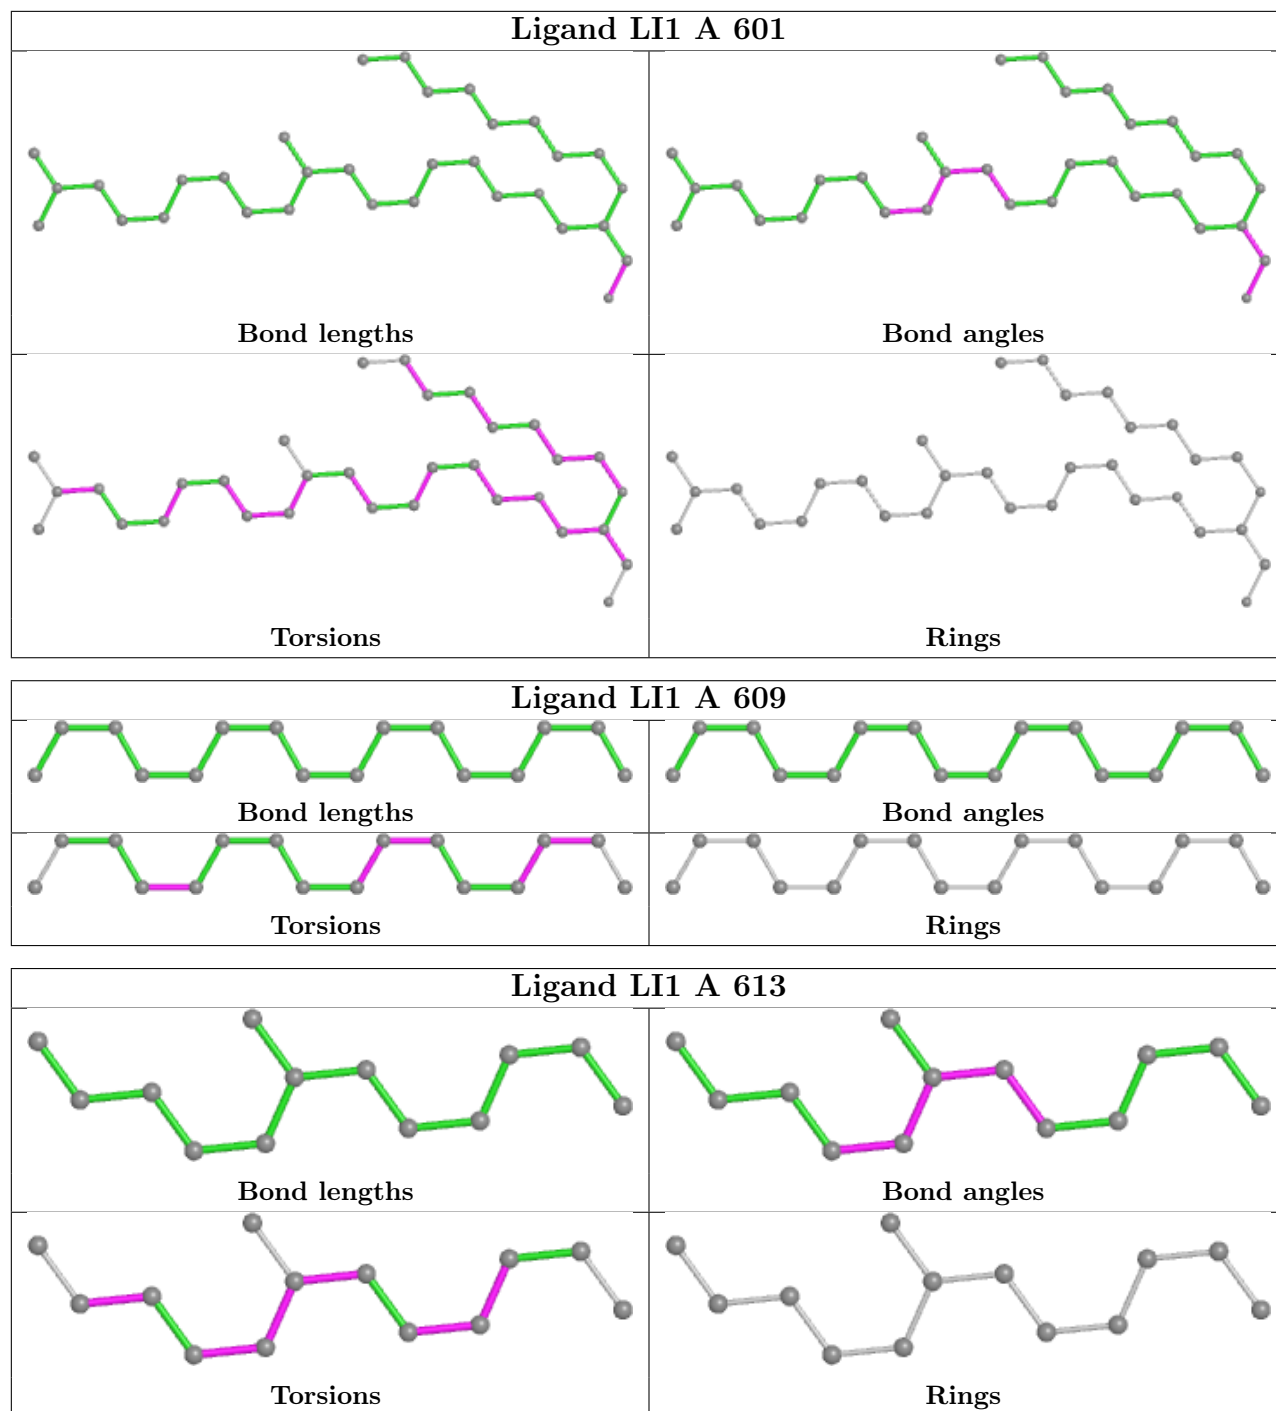 Ligand LI1 A 601
Bond lengths
Bond angles
Torsions
Rings
Ligand LI1 A 609
Bond lengths
Bond angles
Torsions
Rings
Ligand LI1 A 613
Bond lengths
Bond angles
Torsions
Rings